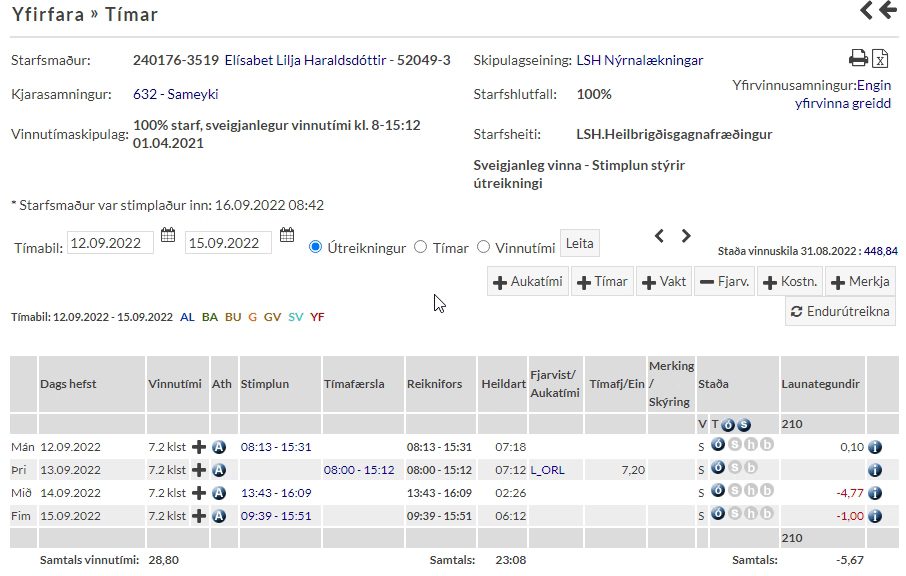 Yfirfara » Tímar
Starfsmaður: 240176-3519 Elísabet Lilja Haraldsdóttir - 52049-3 Skipulagseining: LSH Nýrnalækningar
Kjarasamningur: 632 - Sameyki Starfshlutfall: 100% Yfirvinnusamningur:Engin
yfirvinna greidd
Vinnutímaskipulag: 100% starf, sveigjanlegur vinnutími kl. 8-15:12
01.04.2021 Starfsheiti: LSH.Heilbrigðisgagnafræðingur
Sveigjanleg vinna - Stimplun stýrir
útreikningi
* Starfsmaður var stimplaður inn: 16.09.2022 08:42
Tímabil: 12.09.2022 15.09.2022 Útreikningur Tímar Vinnutími Leita
Staða vinnuskila 31.08.2022 : 448,84
Aukatími Tímar Vakt Fjarv. Kostn. Merkja
Endurútreikna
Tímabil: 12.09.2022 - 15.09.2022 AL BA BU G GV SV YF
Dags hefst Vinnutími Ath Stimplun Tímafærsla Reiknifors Heildart Fjarvist/ Aukatími Tímafj/Ein Merking / Skýring Staða Launategundir
V T ó s 210
Mán 12.09.2022 7.2 klst A 08:13 - 15:31 08:13 - 15:31 07:18 S ó s h b 0,10 i
Þri 13.09.2022 7.2 klst A 08:00 - 15:12 08:00 - 15:12 07:12 L_ORL 7,20 S ó s b i
Mið 14.09.2022 7.2 klst A 13:43 - 16:09 13:43 - 16:09 02:26 S ó s h b -4,77 i
Fim 15.09.2022 7.2 klst A 09:39 - 15:51 09:39 - 15:51 06:12 S ó s h b -1,00 i
210
Samtals vinnutími: 28,80 Samtals: 23:08 Samtals: -5,67